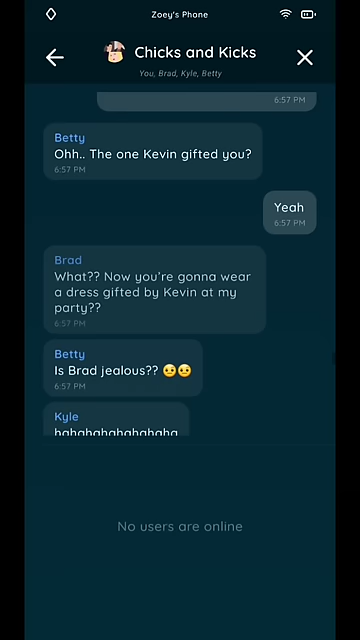 Zoey's Phone
Chicks and Kicks
You, Brad, Kyle, Betty
6:57 PM
Betty
Ohh.. The one Kevin gifted you?
6:57 PM
Yeah
6:57 PM
Brad
What?? Now you're gonna wear
a dress gifted by Kevin at my
party??
6:57 PM
Betty
Is Brad jealous?? 😐😐
6:57 PM
Kyle
hahahahahahahaha
No users are online